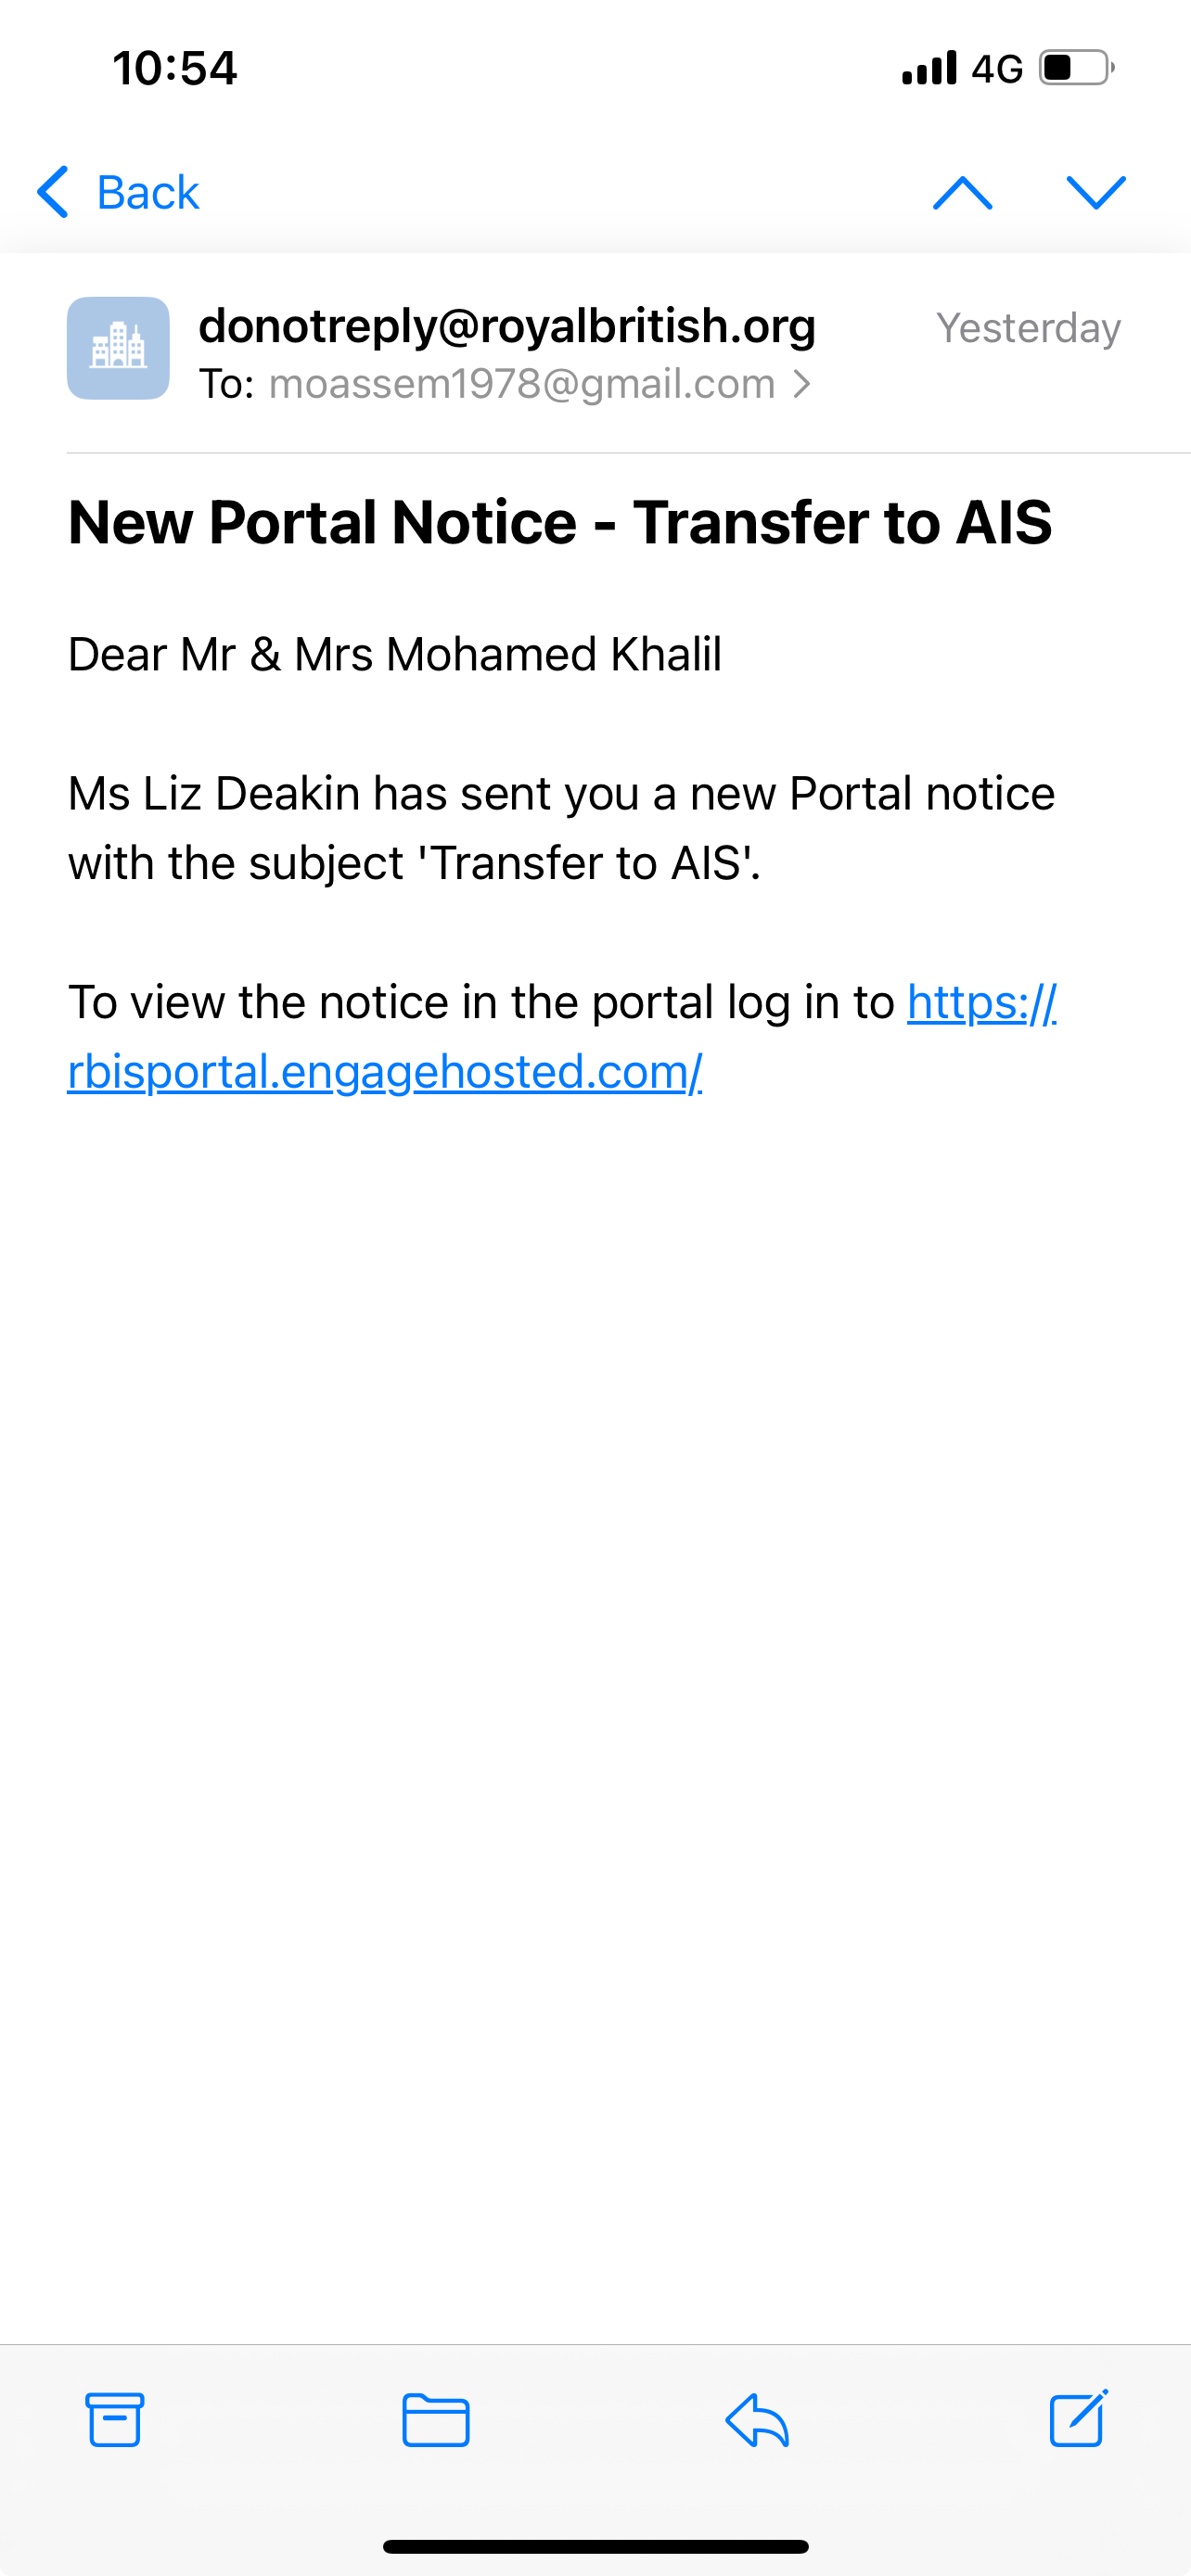 10:54
4G
Back
donotreply@royalbritish.org
Yesterday
To: moassem1978@gmail.com
New Portal Notice - Transfer to AIS
Dear Mr & Mrs Mohamed Khalil
Ms Liz Deakin has sent you a new Portal notice
with the subject 'Transfer to AIS'.
To view the notice in the portal log in to https://
rbisportal.engagehosted.com/